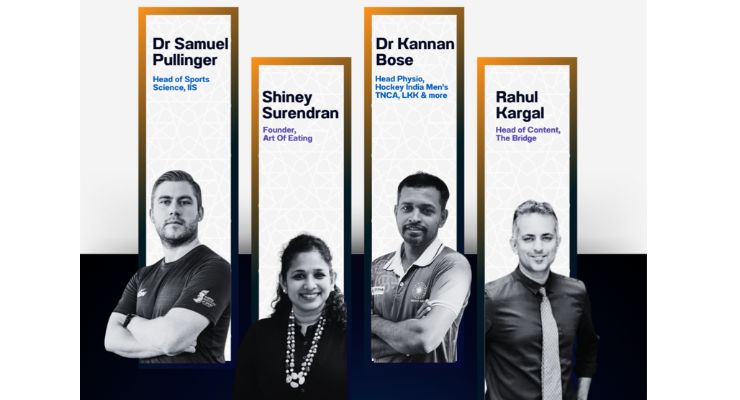 Dr Samuel
Pullinger
Head of Sports
Science, IIS
Shiney
Surendran
Founder,
Art Of Eating
Dr Kannan
Bose
Head Physio,
Hockey India Men's
TNCA, LKK & more
Rahul
Kargal
Head of Content,
The Bridge